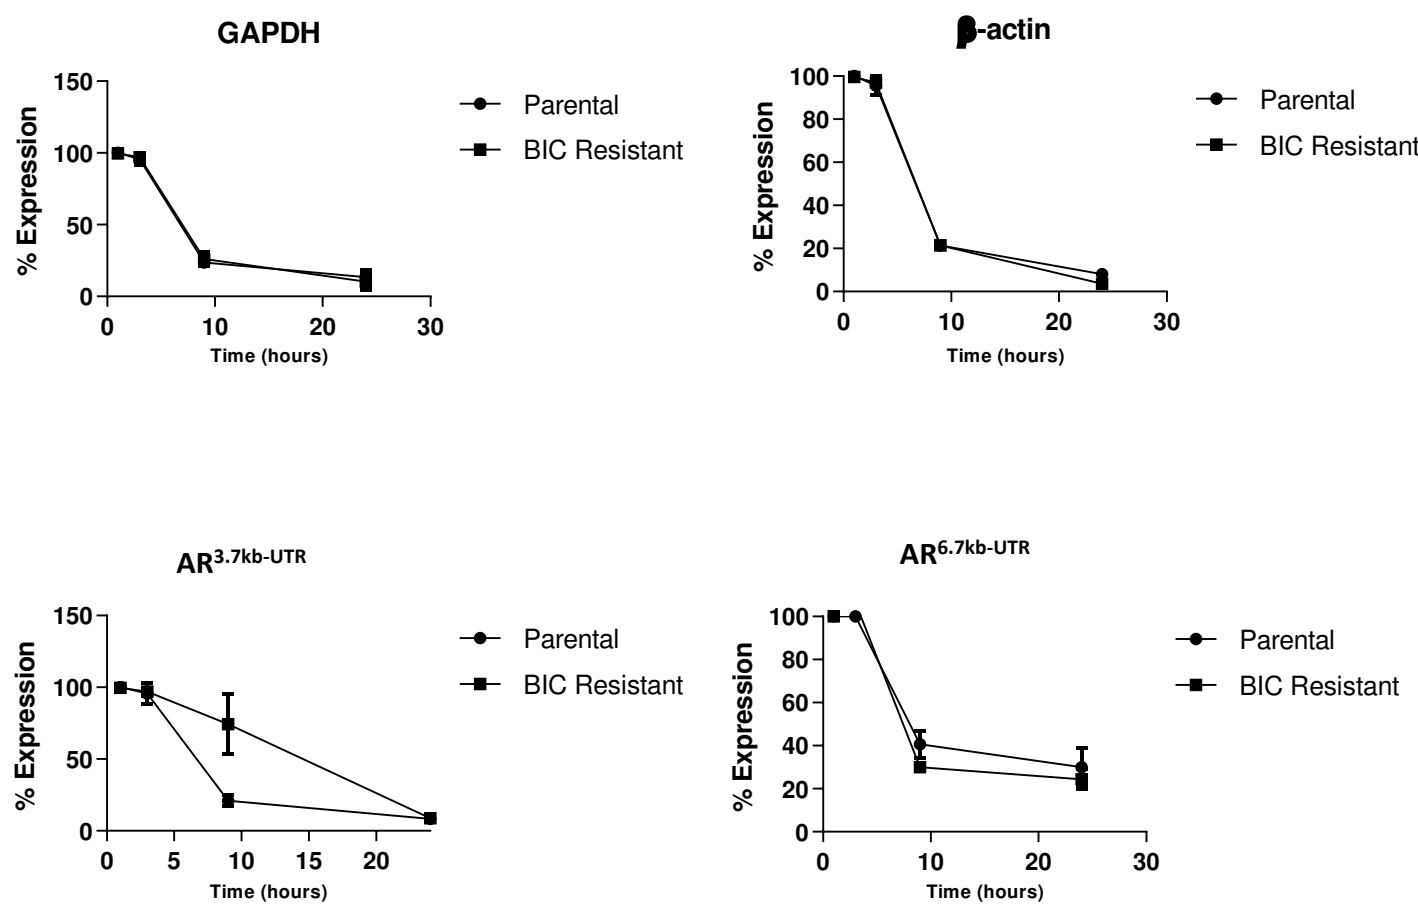 GAPDH
150
100
50
0
% Expression
0 10 20 30
Time (hours)
Parental
BIC Resistant
β-actin
100
80
60
40
20
0
% Expression
0 10 20 30
Time (hours)
Parental
BIC Resistant
AR3.7kb-UTR
150
100
50
0
% Expression
0 5 10 15 20
Time (hours)
Parental
BIC Resistant
AR6.7kb-UTR
100
80
60
40
20
0
% Expression
0 10 20 30
Time (hours)
Parental
BIC Resistant